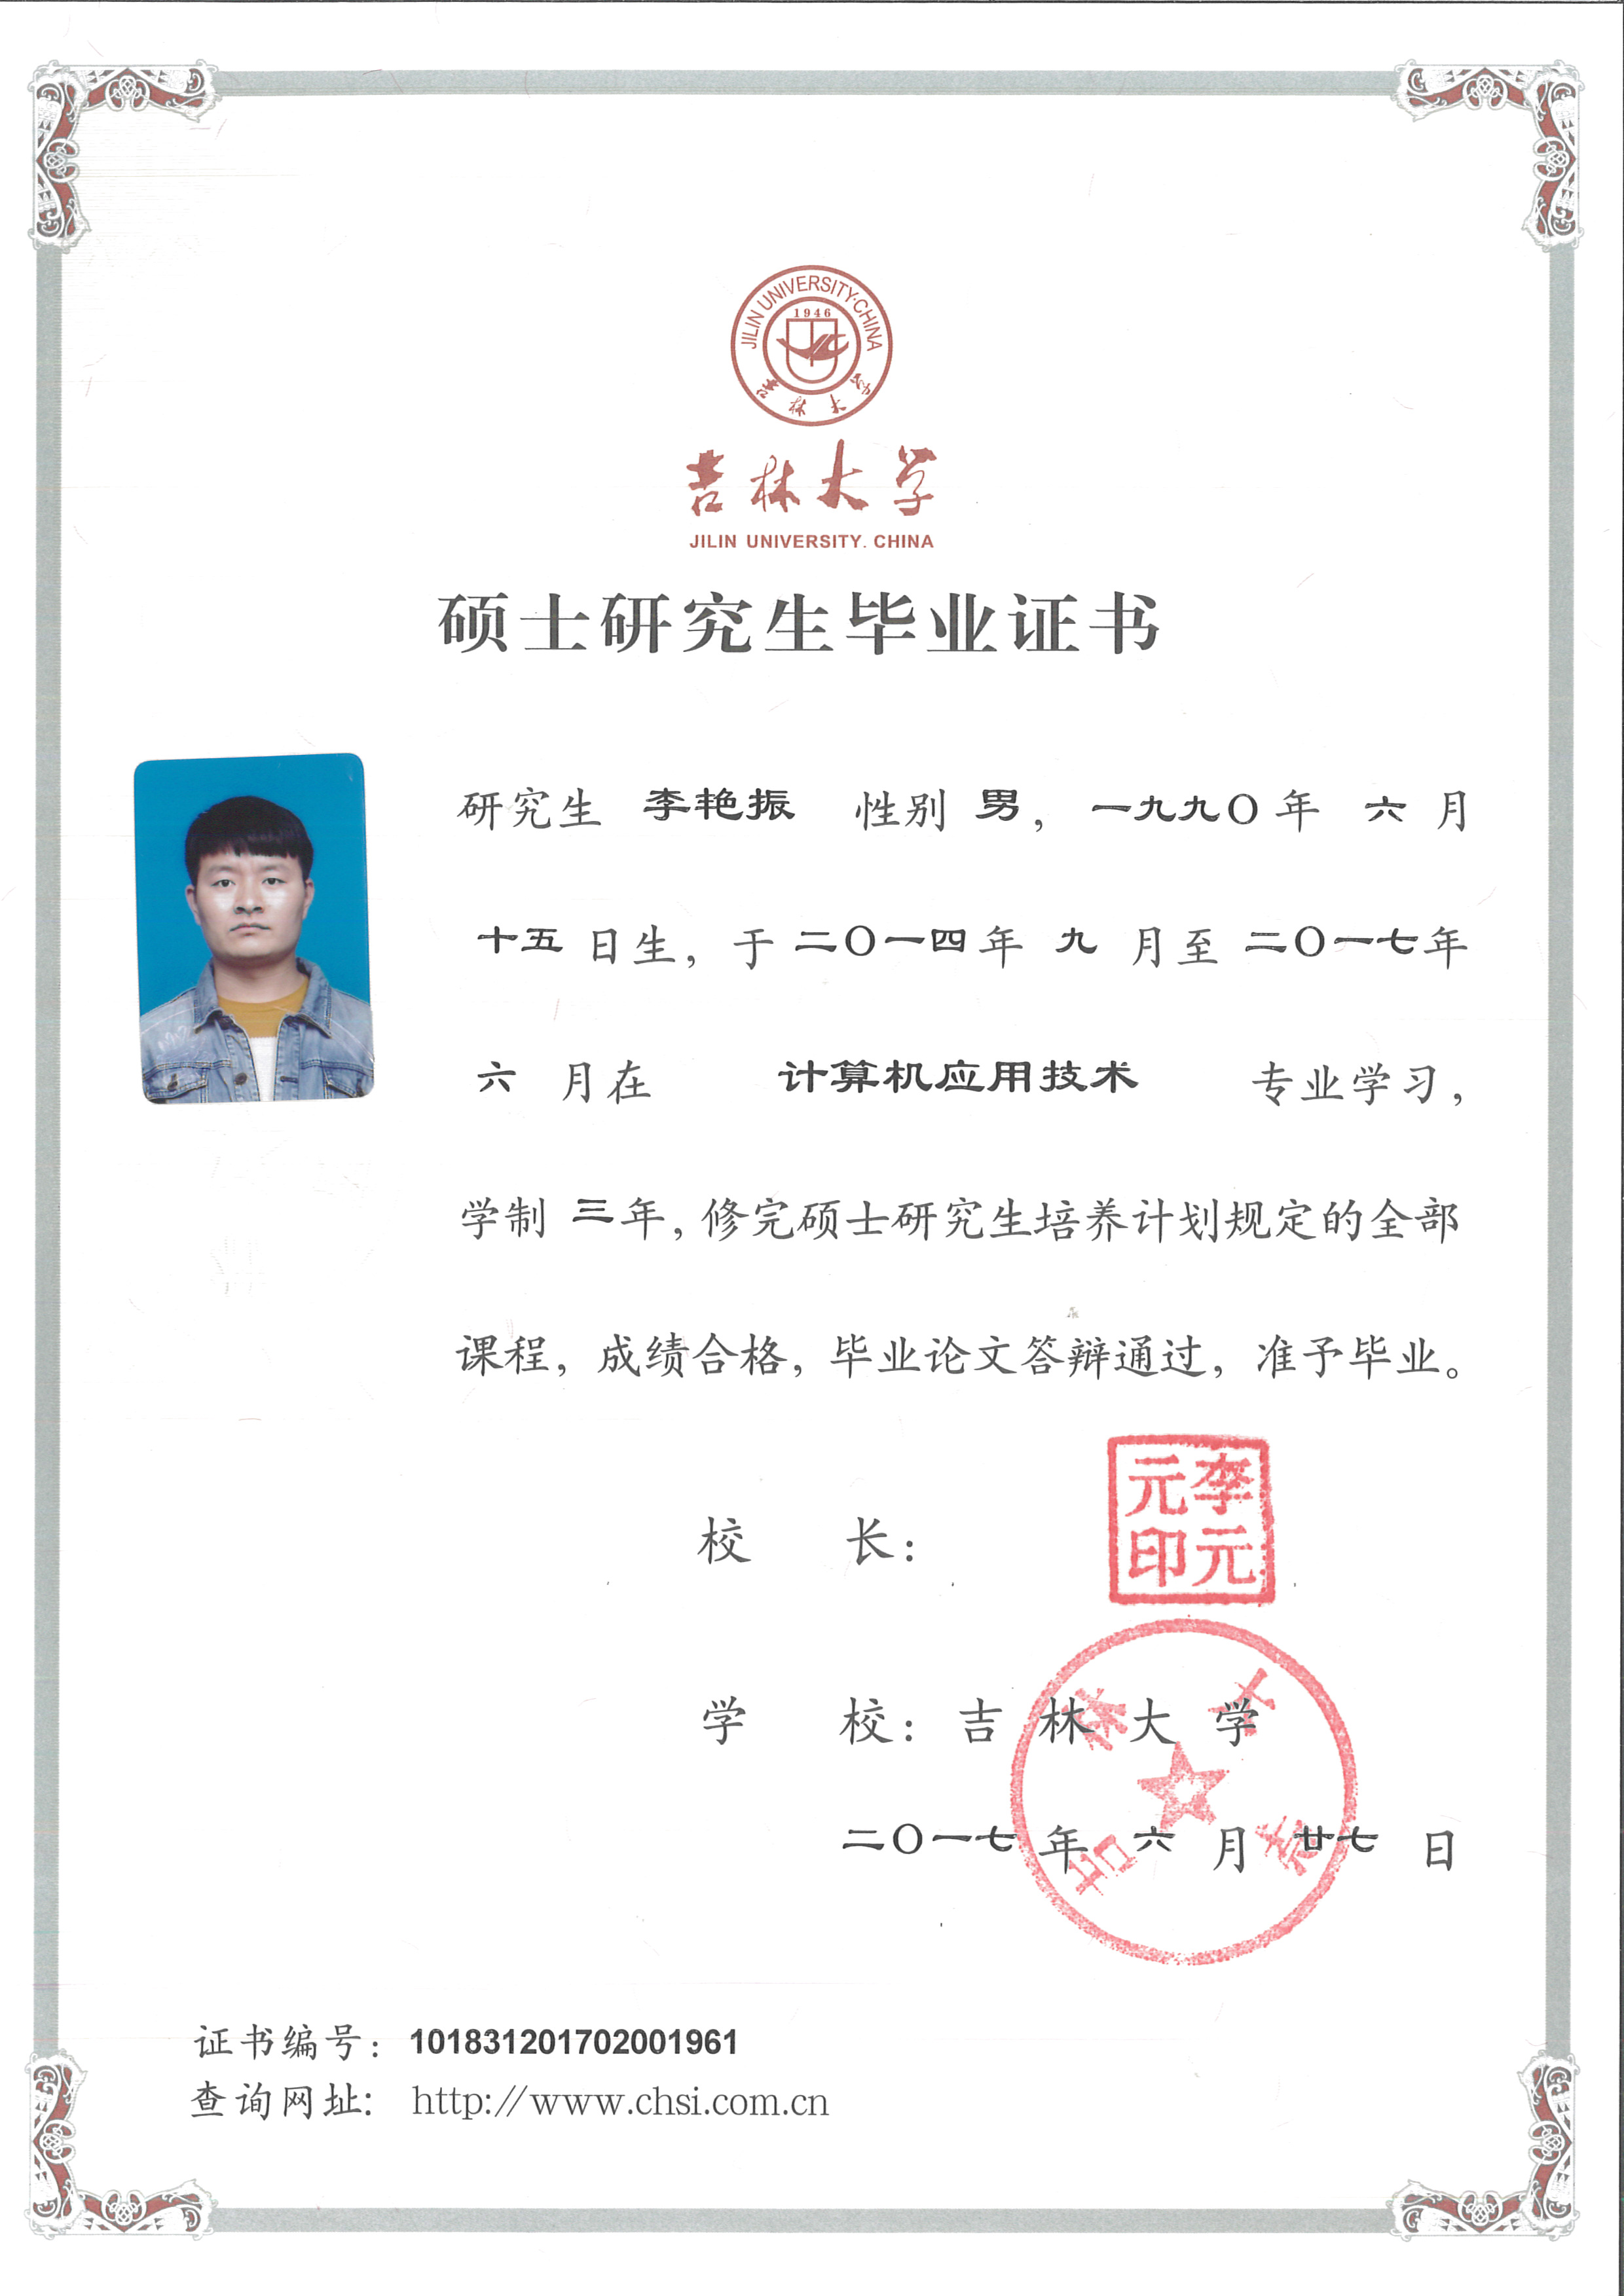 JILIN UNIVERSITY·CHINA
1946
吉林大学
吉林大学
JILIN UNIVERSITY. CHINA
硕士研究生毕业证书
研究生 李艳振 性别 男，一九九〇年 六 月
十五 日生，于 二〇一四年 九 月至 二〇一七年
六 月在 计算机应用技术 专业学习，
学制 三年，修完硕士研究生培养计划规定的全部
课程，成绩合格，毕业论文答辩通过，准予毕业。
校 长：
李元元印
学 校：吉林大学
吉林大学
二〇一七年 六 月 廿七 日
证书编号：101831201702001961
查询网址：http://www.chsi.com.cn